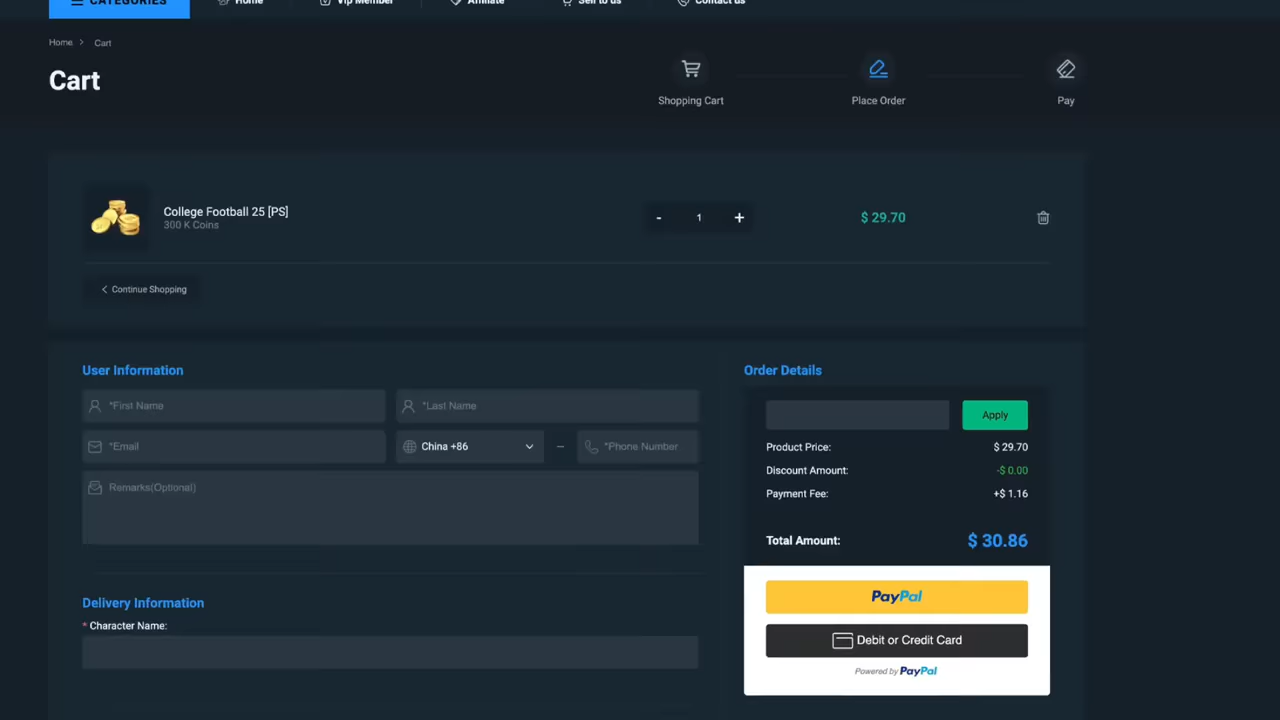 CATEGORIES
Home
Vip Member
Affiliate
Sell to us
Contact us
Home > Cart
Cart
Shopping Cart
Place Order
Pay
College Football 25 [PS]
300 K Coins
- 1 +
$ 29.70
< Continue Shopping
User Information
*First Name
*Last Name
*Email
China +86
–
*Phone Number
Remarks(Optional)
Delivery Information
* Character Name:
Order Details
Apply
Product Price: $ 29.70
Discount Amount: -$ 0.00
Payment Fee: +$ 1.16
Total Amount: $ 30.86
PayPal
Debit or Credit Card
Powered by PayPal